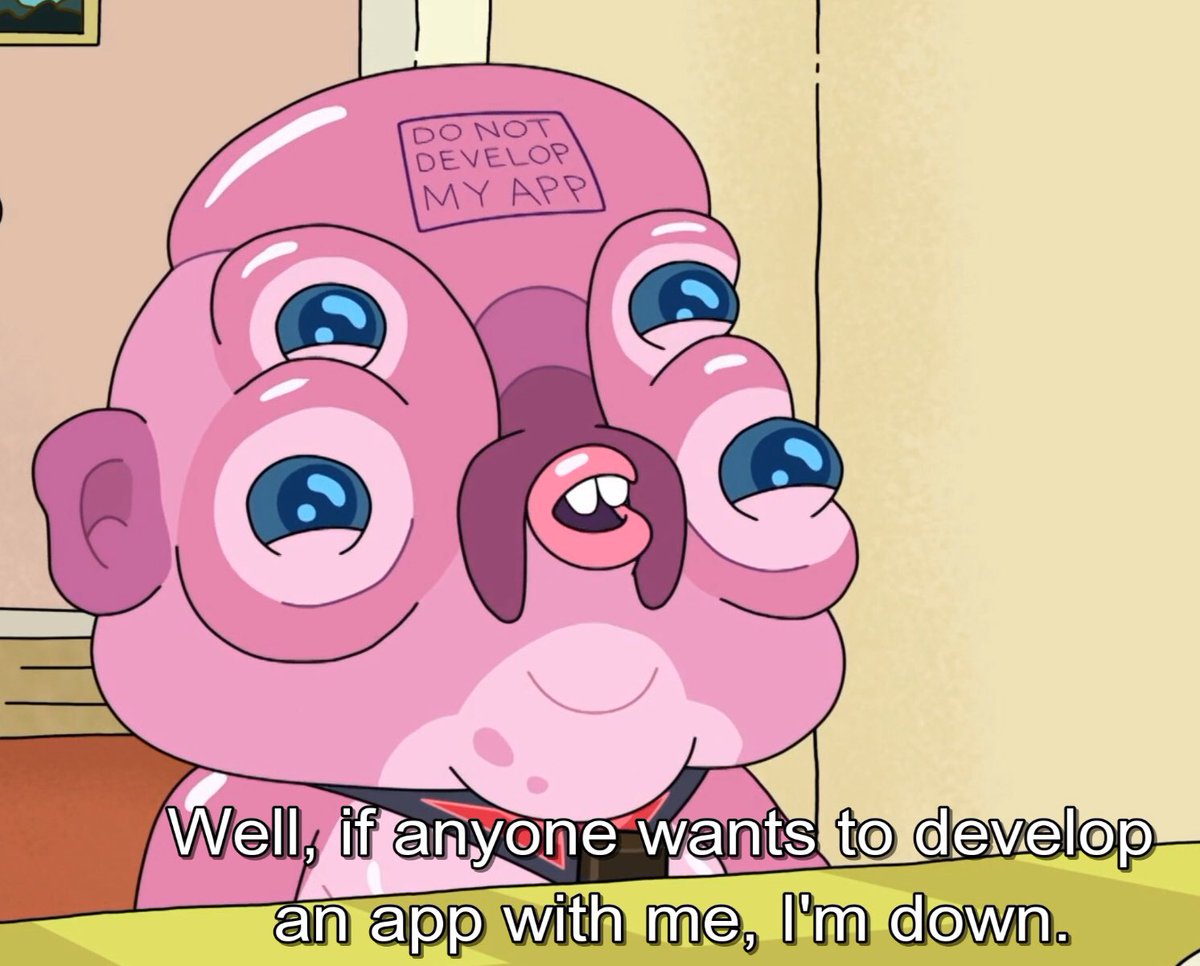 DO NOT
DEVELOP
MY APP
Well, if anyone wants to develop
an app with me, I'm down.